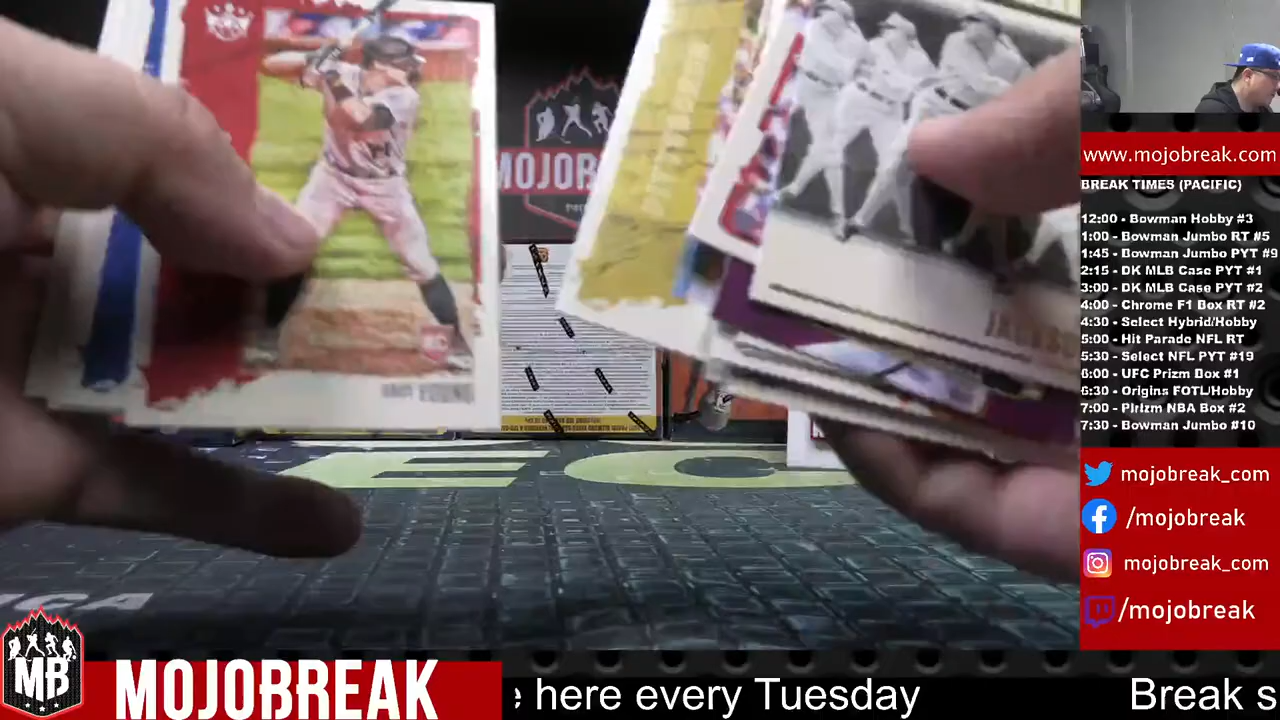 www.mojobreak.com
BREAK TIMES (PACIFIC)
12:00 • Bowman Hobby #3
1:00 - Bowman Jumbo RT #5
1:45 - Bowman Jumbo PYT #9
2:15 - DK MLB Case PYT #1
3:00 - DK MLB Case PYT #2
4:00 - Chrome F1 Box RT #2
4:30 - Select Hybrid/Hobby
5:00 - Hit Parade NFL RT
5:30 - Select NFL PYT #19
6:00 - UFC Prizm Box #1
6:30 - Origins FOTL/Hobby
7:00 - Pirizm NBA Box #2
7:30 - Bowman Jumbo #10
mojobreak_com
/mojobreak
mojobreak_com
/mojobreak
MOJOB
MB
MOJOBREAK
here every Tuesday
Break s